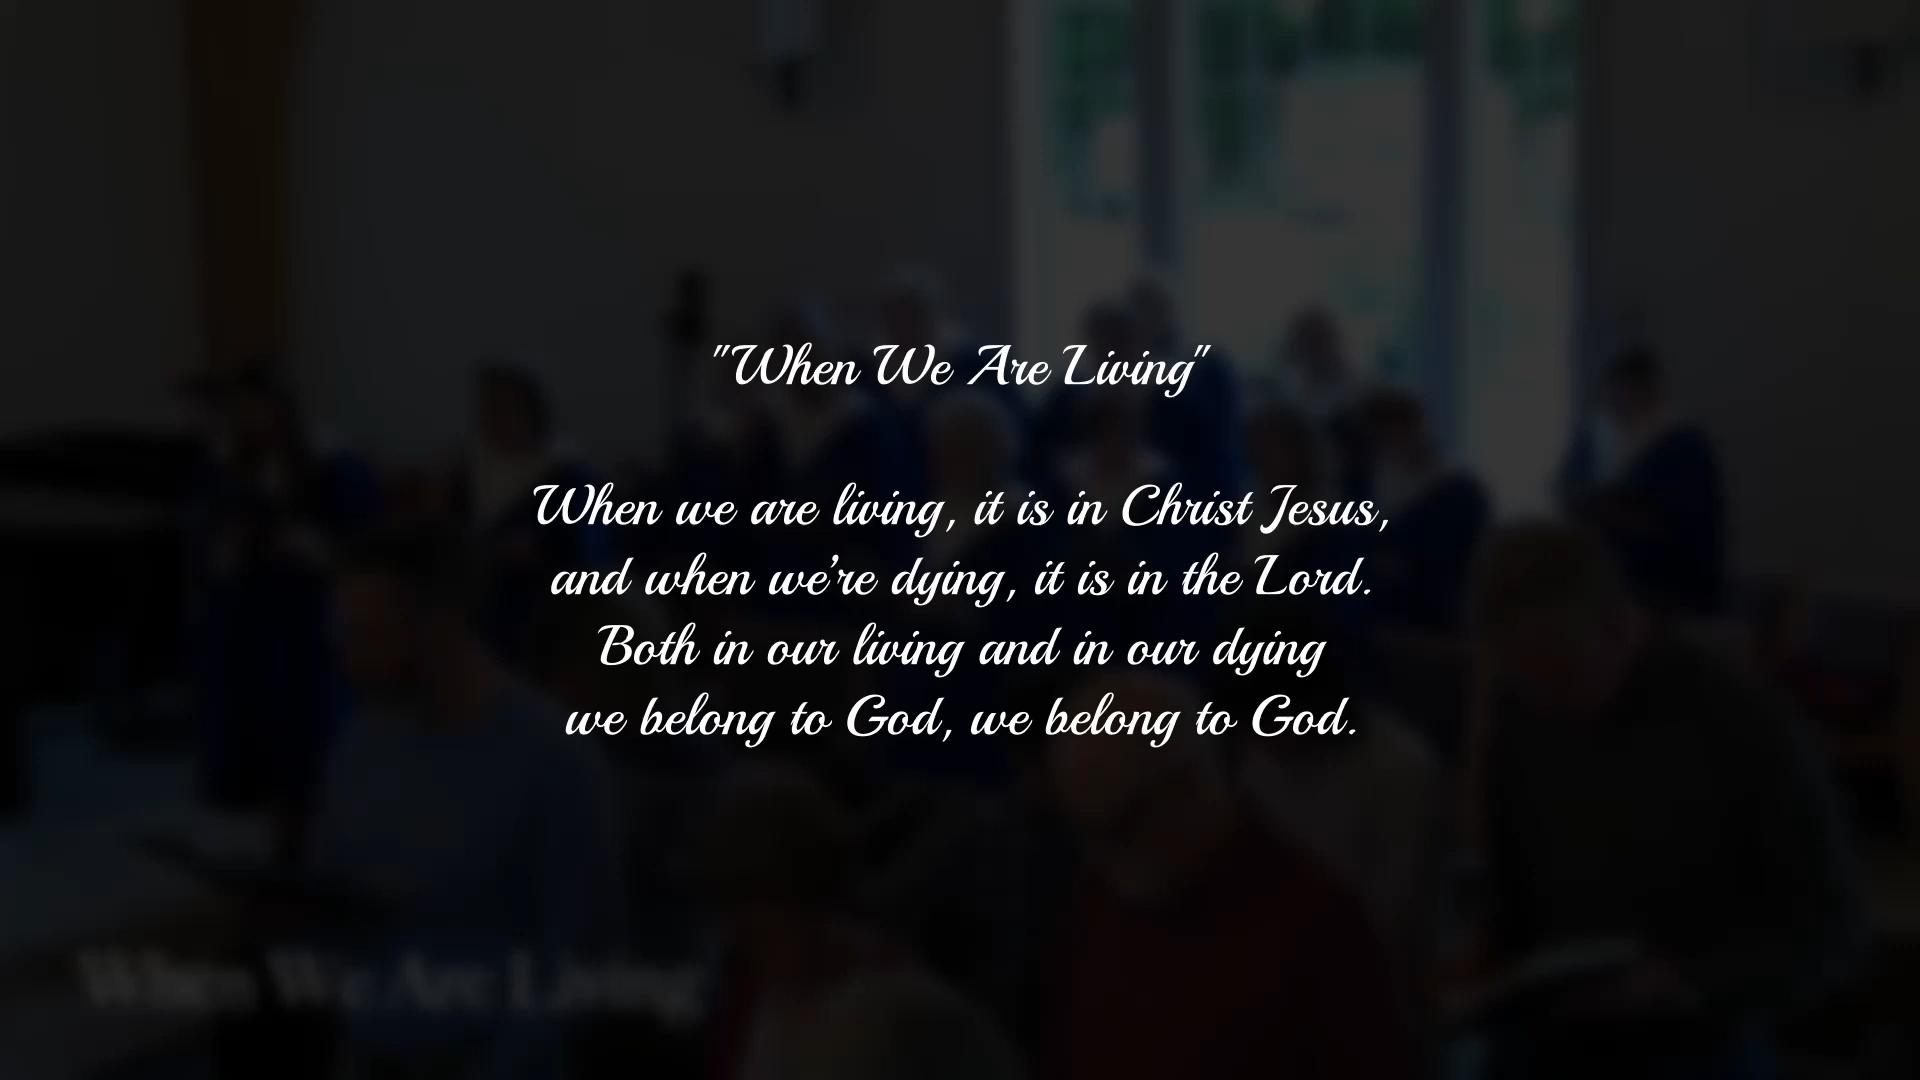 "When We Are Living"
When we are living, it is in Christ Jesus,
and when we're dying, it is in the Lord.
Both in our living and in our dying
we belong to God, we belong to God.
When We Are Living